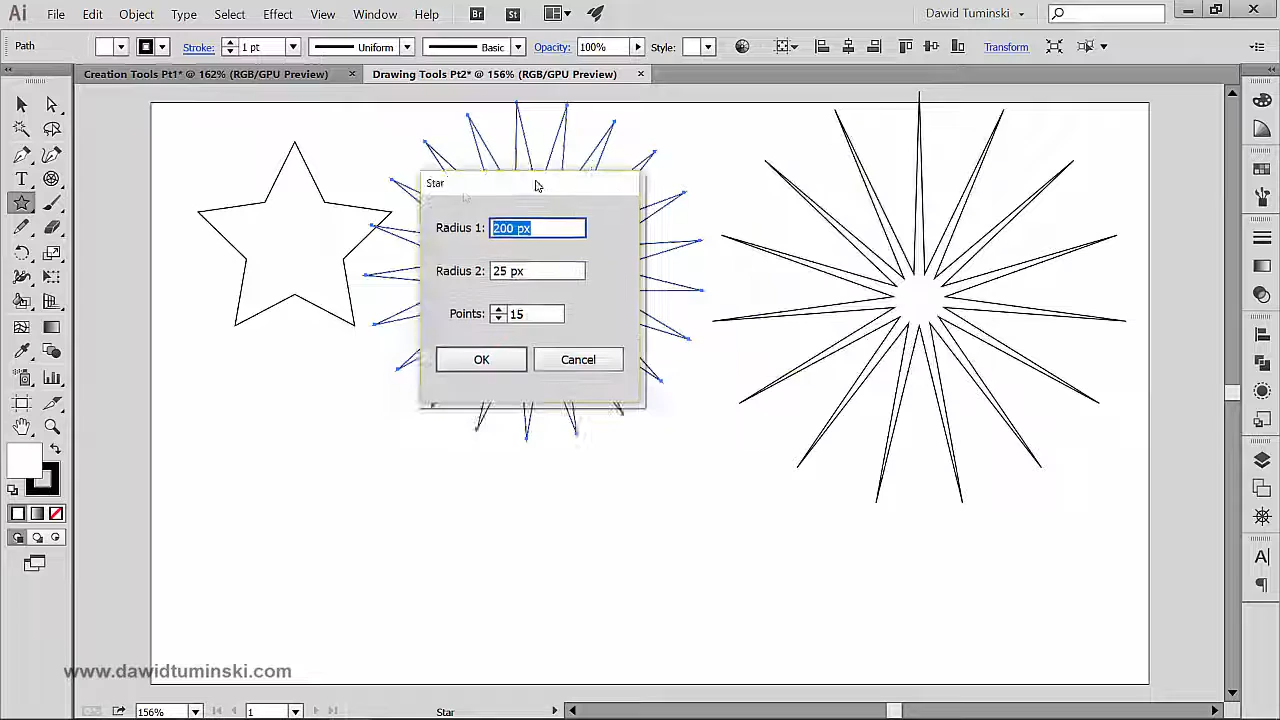 Ai File Edit Object Type Select Effect View Window Help Br St Dawid Tuminski
Path Stroke: 1 pt Uniform Basic Opacity: 100% Style: Transform
Creation Tools Pt1* @ 162% (RGB/GPU Preview) Drawing Tools Pt2* @ 156% (RGB/GPU Preview)
Star
Radius 1: 200 px
Radius 2: 25 px
Points: 15
OK Cancel
www.dawidtuminski.com
156% 1 Star